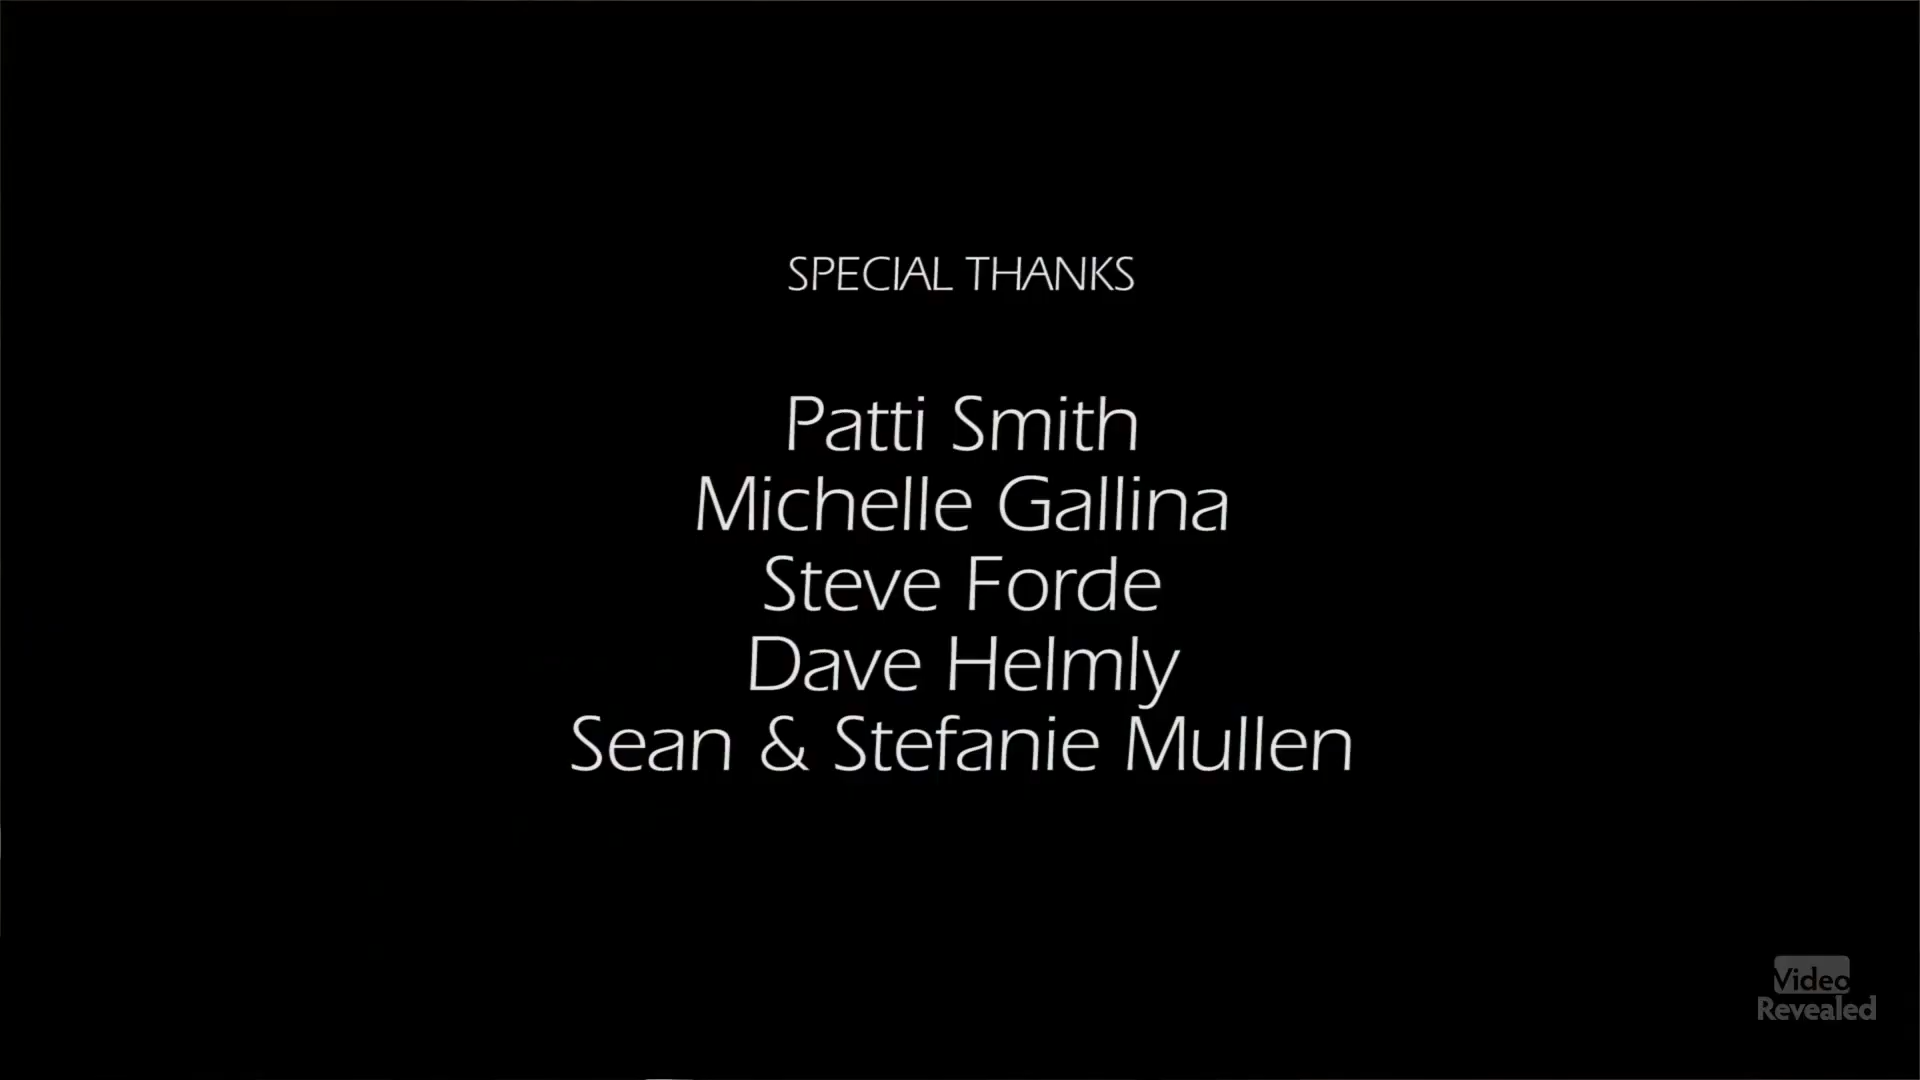 SPECIAL THANKS
Patti Smith
Michelle Gallina
Steve Forde
Dave Helmly
Sean & Stefanie Mullen
Video
Revealed